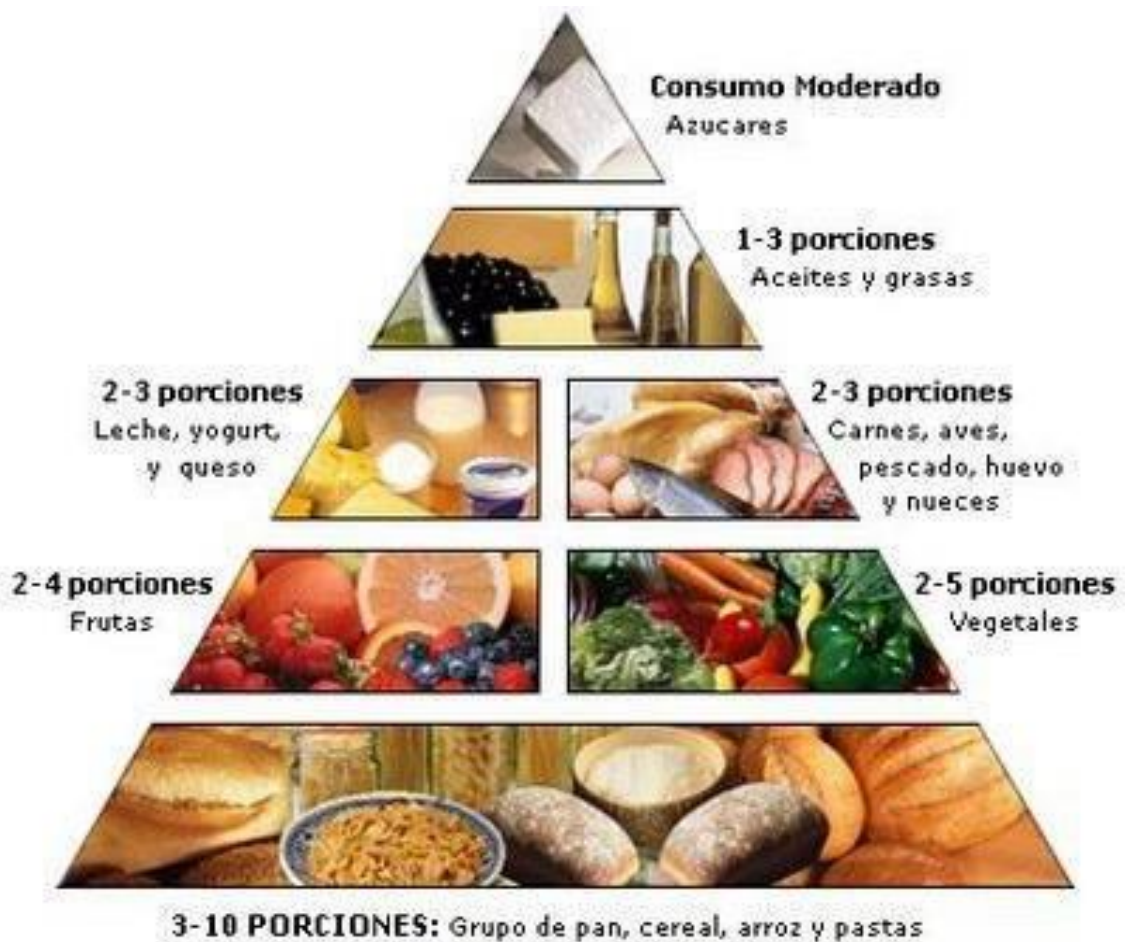 Consumo Moderado
Azucares
1-3 porciones
Aceites y grasas
2-3 porciones
Leche, yogurt,
y queso
2-3 porciones
Carnes, aves,
pescado, huevo
y nueces
2-4 porciones
Frutas
2-5 porciones
Vegetales
3-10 PORCIONES: Grupo de pan, cereal, arroz y pastas